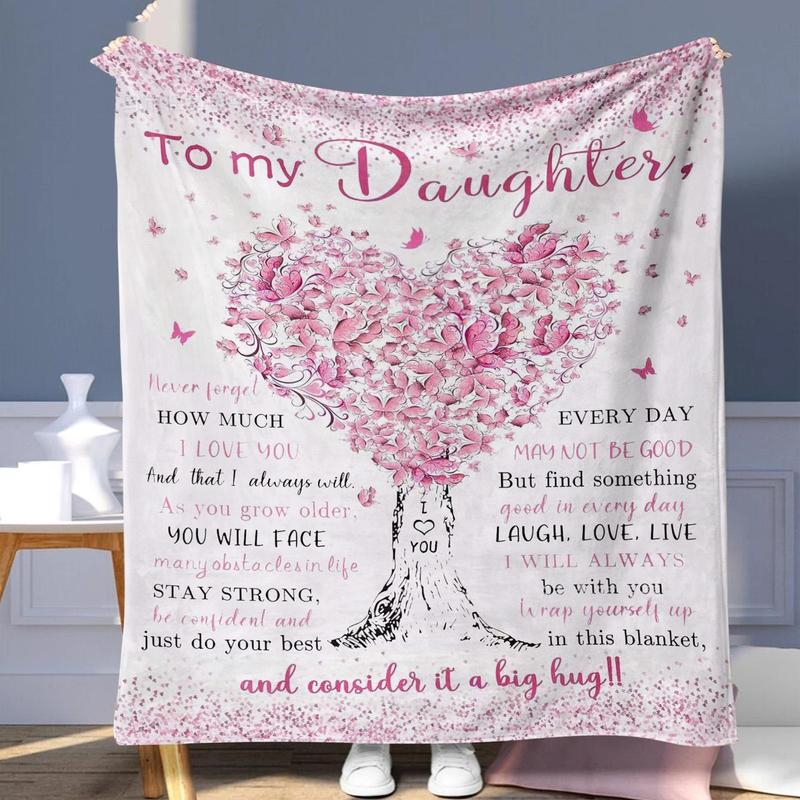 To my Daughter,
Never forget
HOW MUCH
I LOVE YOU
And that I always will.
As you grow older,
YOU WILL FACE
many obstacles in life
STAY STRONG,
be confident and
just do your best
I
YOU
EVERY DAY
MAY NOT BE GOOD
But find something
good in every day
LAUGH, LOVE, LIVE
I WILL ALWAYS
be with you
Wrap yourself up
in this blanket,
and consider it a big hug!!